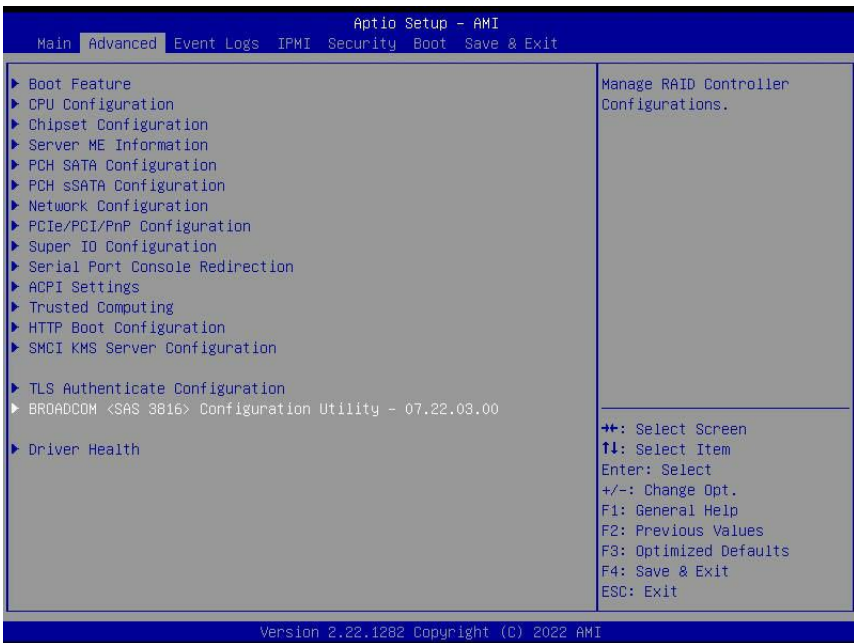 Aptio Setup – AMI
Main Advanced Event Logs IPMI Security Boot Save & Exit
▶ Boot Feature
▶ CPU Configuration
▶ Chipset Configuration
▶ Server ME Information
▶ PCH SATA Configuration
▶ PCH sSATA Configuration
▶ Network Configuration
▶ PCIe/PCI/PnP Configuration
▶ Super IO Configuration
▶ Serial Port Console Redirection
▶ ACPI Settings
▶ Trusted Computing
▶ HTTP Boot Configuration
▶ SMCI KMS Server Configuration
▶ TLS Authenticate Configuration
▶ BROADCOM <SAS 3816> Configuration Utility – 07.22.03.00
▶ Driver Health
Manage RAID Controller
Configurations.
→←: Select Screen
↑↓: Select Item
Enter: Select
+/-: Change Opt.
F1: General Help
F2: Previous Values
F3: Optimized Defaults
F4: Save & Exit
ESC: Exit
Version 2.22.1282 Copyright (C) 2022 AMI